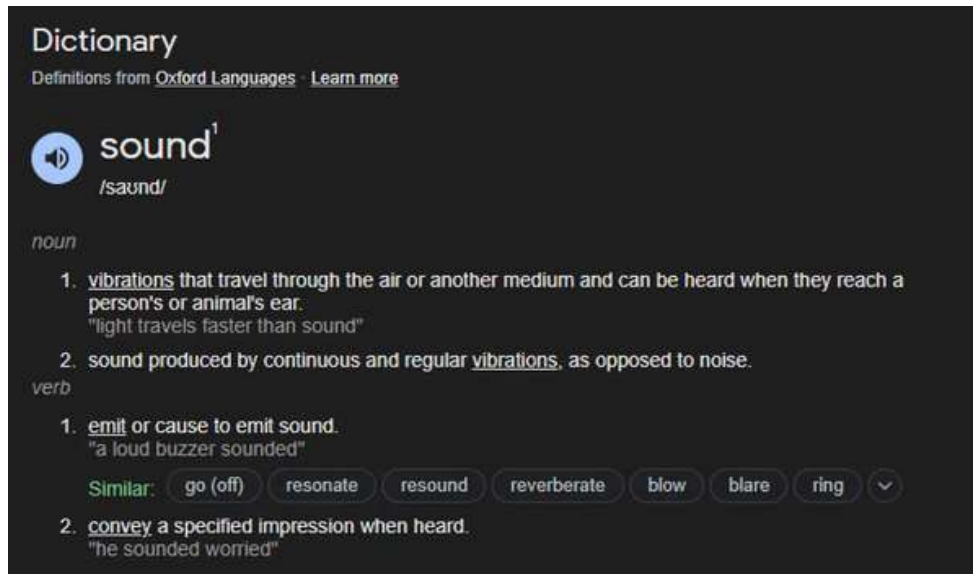 Dictionary
Definitions from Oxford Languages · Learn more
sound¹
/saʊnd/
noun
1. vibrations that travel through the air or another medium and can be heard when they reach a
person's or animal's ear.
"light travels faster than sound"
2. sound produced by continuous and regular vibrations, as opposed to noise.
verb
1. emit or cause to emit sound.
"a loud buzzer sounded"
Similar: go (off) resonate resound reverberate blow blare ring
2. convey a specified impression when heard.
"he sounded worried"